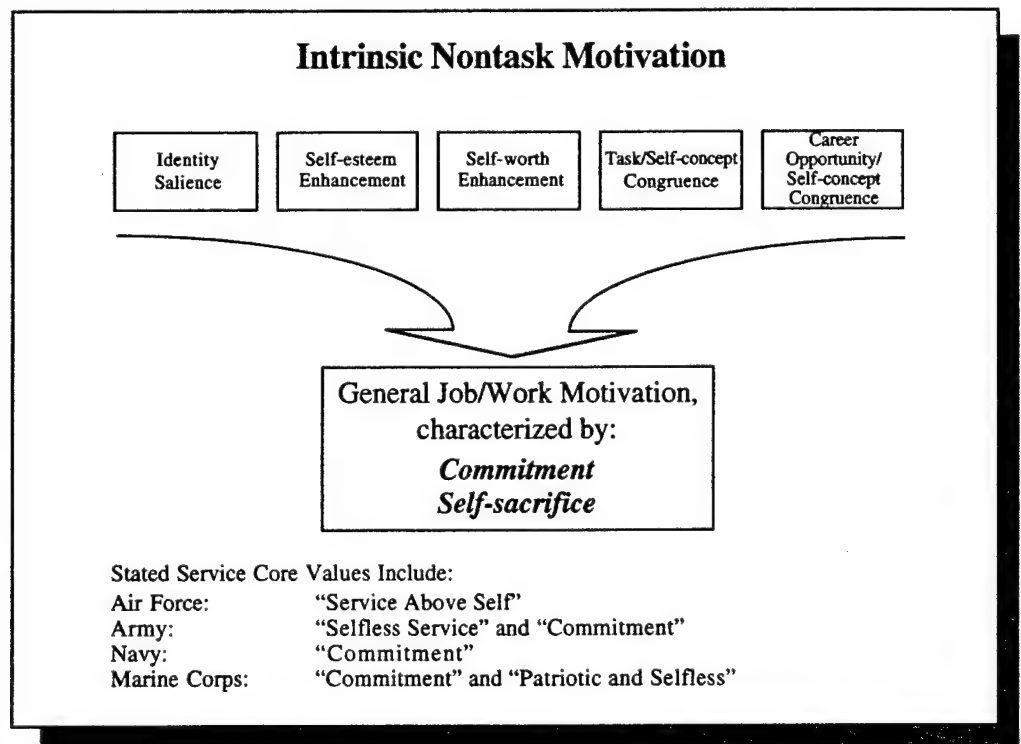 Intrinsic Nontask Motivation
Identity
Salience
Self-esteem
Enhancement
Self-worth
Enhancement
Task/Self-concept
Congruence
Career
Opportunity/
Self-concept
Congruence
General Job/Work Motivation,
characterized by:
Commitment
Self-sacrifice
Stated Service Core Values Include:
Air Force: “Service Above Self”
Army: “Selfless Service” and “Commitment”
Navy: “Commitment”
Marine Corps: “Commitment” and “Patriotic and Selfless”